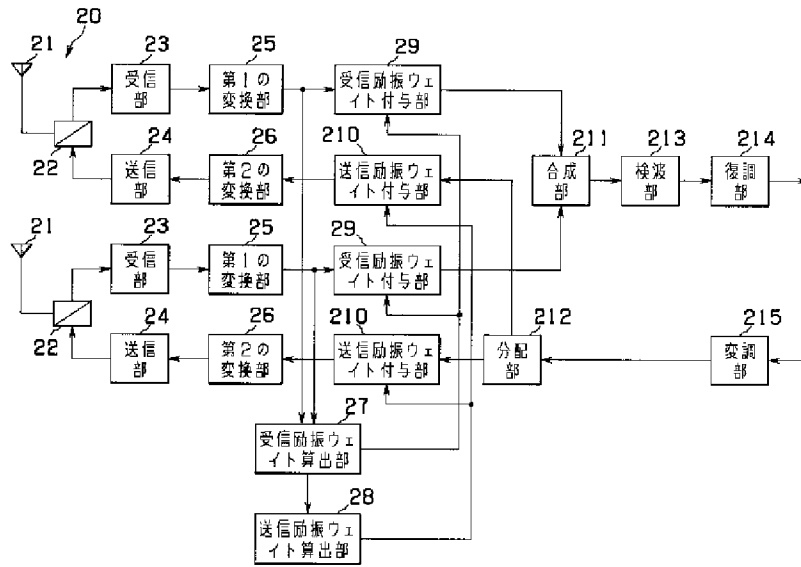 20
21
23
25
29
受信部
第1の
変換部
受信励振ウェ
イト付与部
22
24
26
210
211
213
214
送信部
第2の
変換部
送信励振ウェ
イト付与部
合成部
検波部
復調部
21
23
25
29
受信部
第1の
変換部
受信励振ウェ
イト付与部
22
24
26
210
212
215
送信部
第2の
変換部
送信励振ウェ
イト付与部
分配部
変調部
27
受信励振ウェ
イト算出部
28
送信励振ウェ
イト算出部